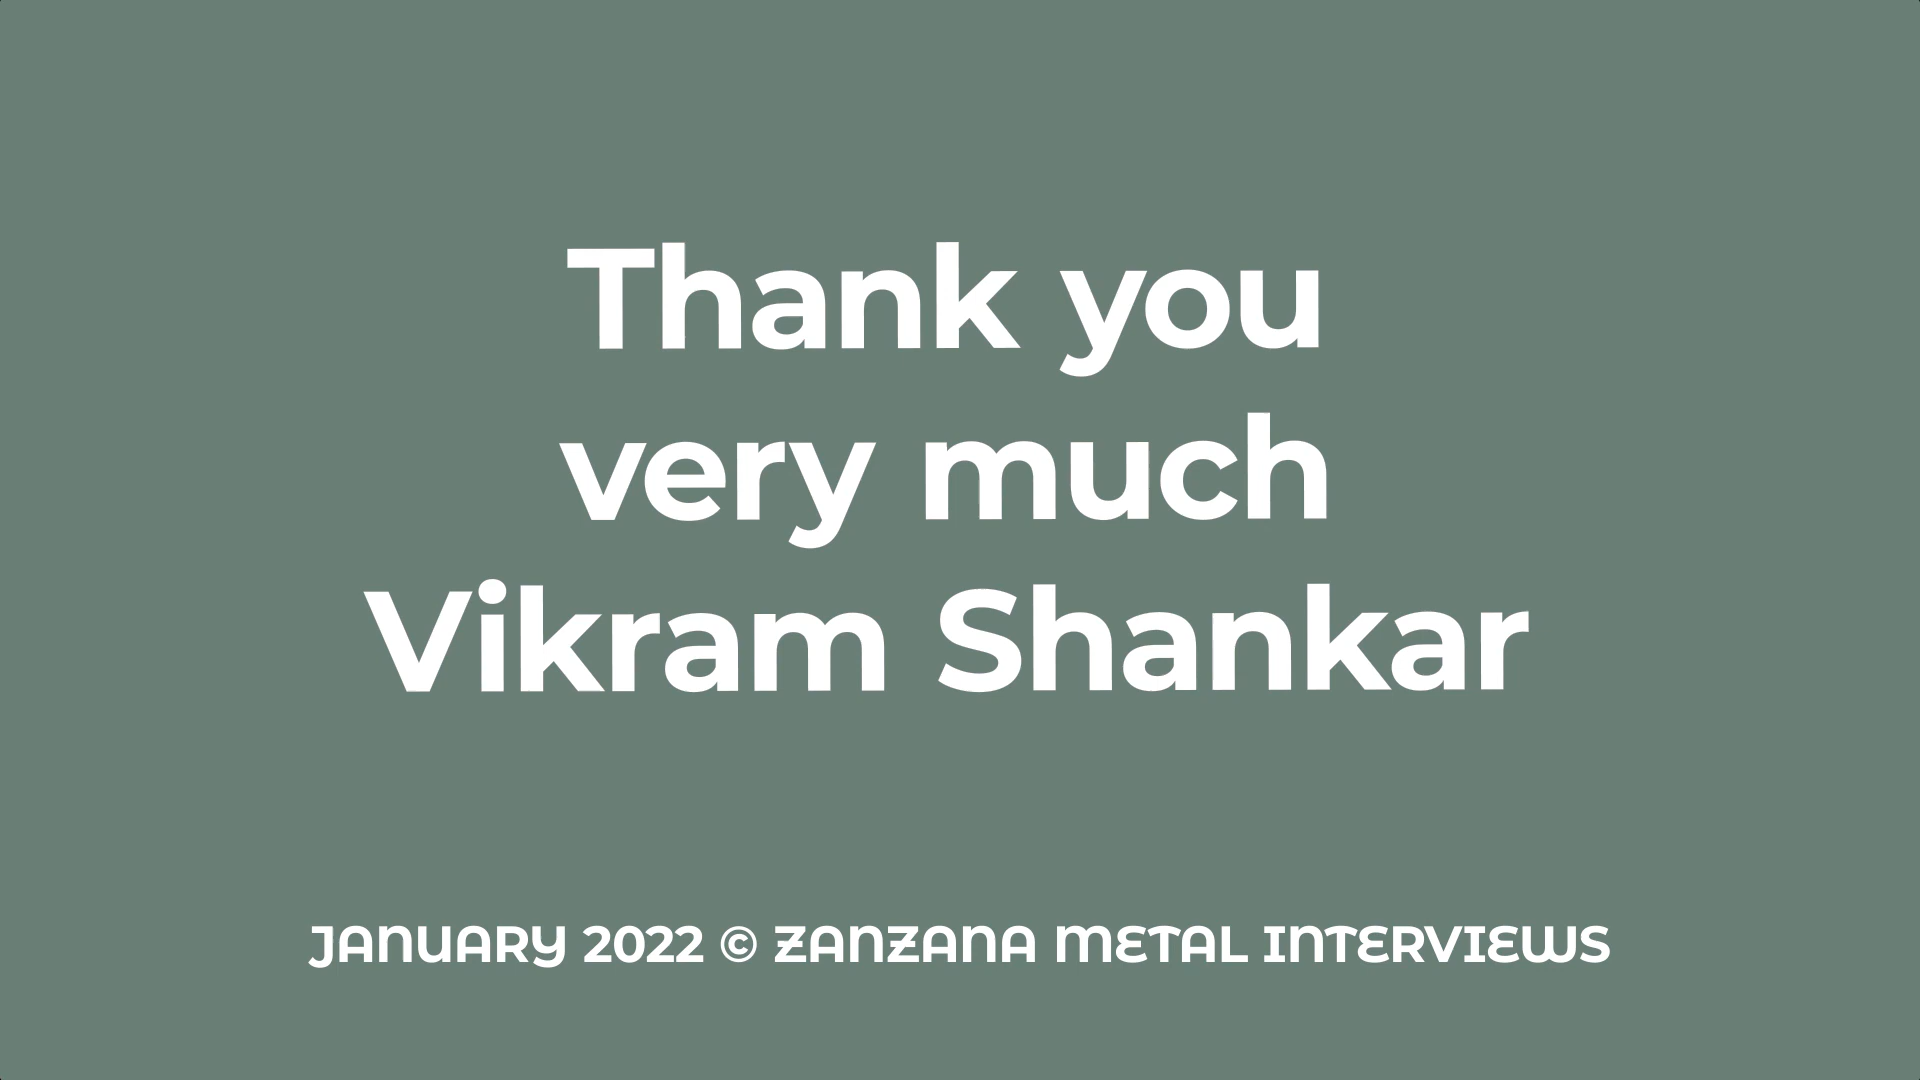 Thank you
very much
Vikram Shankar
JANUARY 2022 © ZANZANA METAL INTERVIEWS